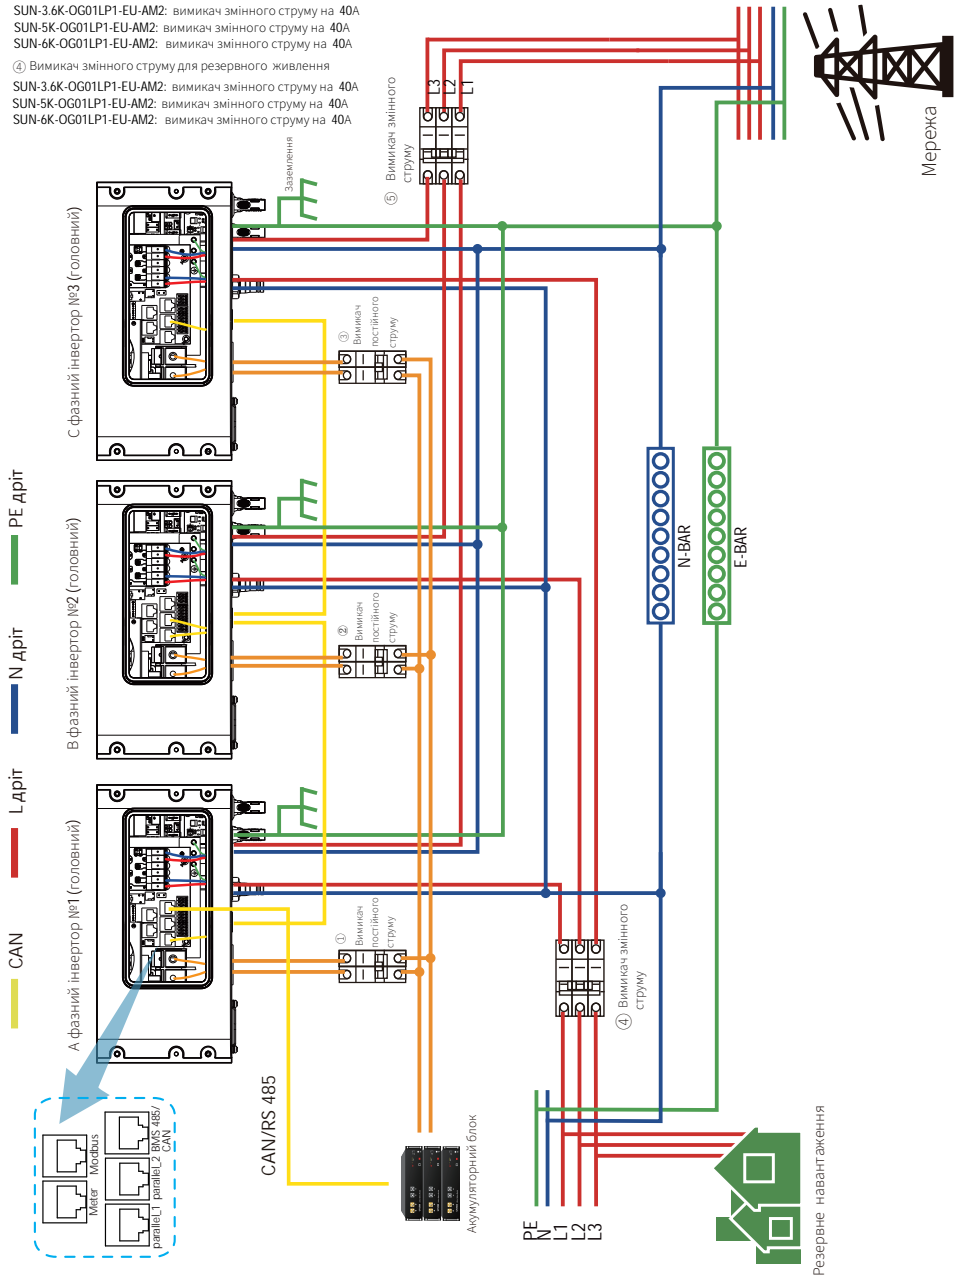 SUN-3.6K-OG01LP1-EU-AM2: вимикач змінного струму на 40А
SUN-5K-OG01LP1-EU-AM2: вимикач змінного струму на 40А
SUN-6K-OG01LP1-EU-AM2: вимикач змінного струму на 40А
④ Вимикач змінного струму для резервного живлення
SUN-3.6K-OG01LP1-EU-AM2: вимикач змінного струму на 40А
SUN-5K-OG01LP1-EU-AM2: вимикач змінного струму на 40А
SUN-6K-OG01LP1-EU-AM2: вимикач змінного струму на 40А
CAN
L дріт
N дріт
PE дріт
А фазний інвертор №1 (головний)
В фазний інвертор №2 (головний)
С фазний інвертор №3 (головний)
Заземлення
⑤ Вимикач змінного
струму
L3
L2
L1
Мережа
③
Вимикач
постійного
струму
②
Вимикач
постійного
струму
①
Вимикач
постійного
струму
N-BAR
E-BAR
④ Вимикач змінного
струму
CAN/RS 485
Акумуляторний блок
PE
N
L1
L2
L3
Резервне навантаження
Meter
Modbus
parallel_1
parallel_2
BMS 485/
CAN